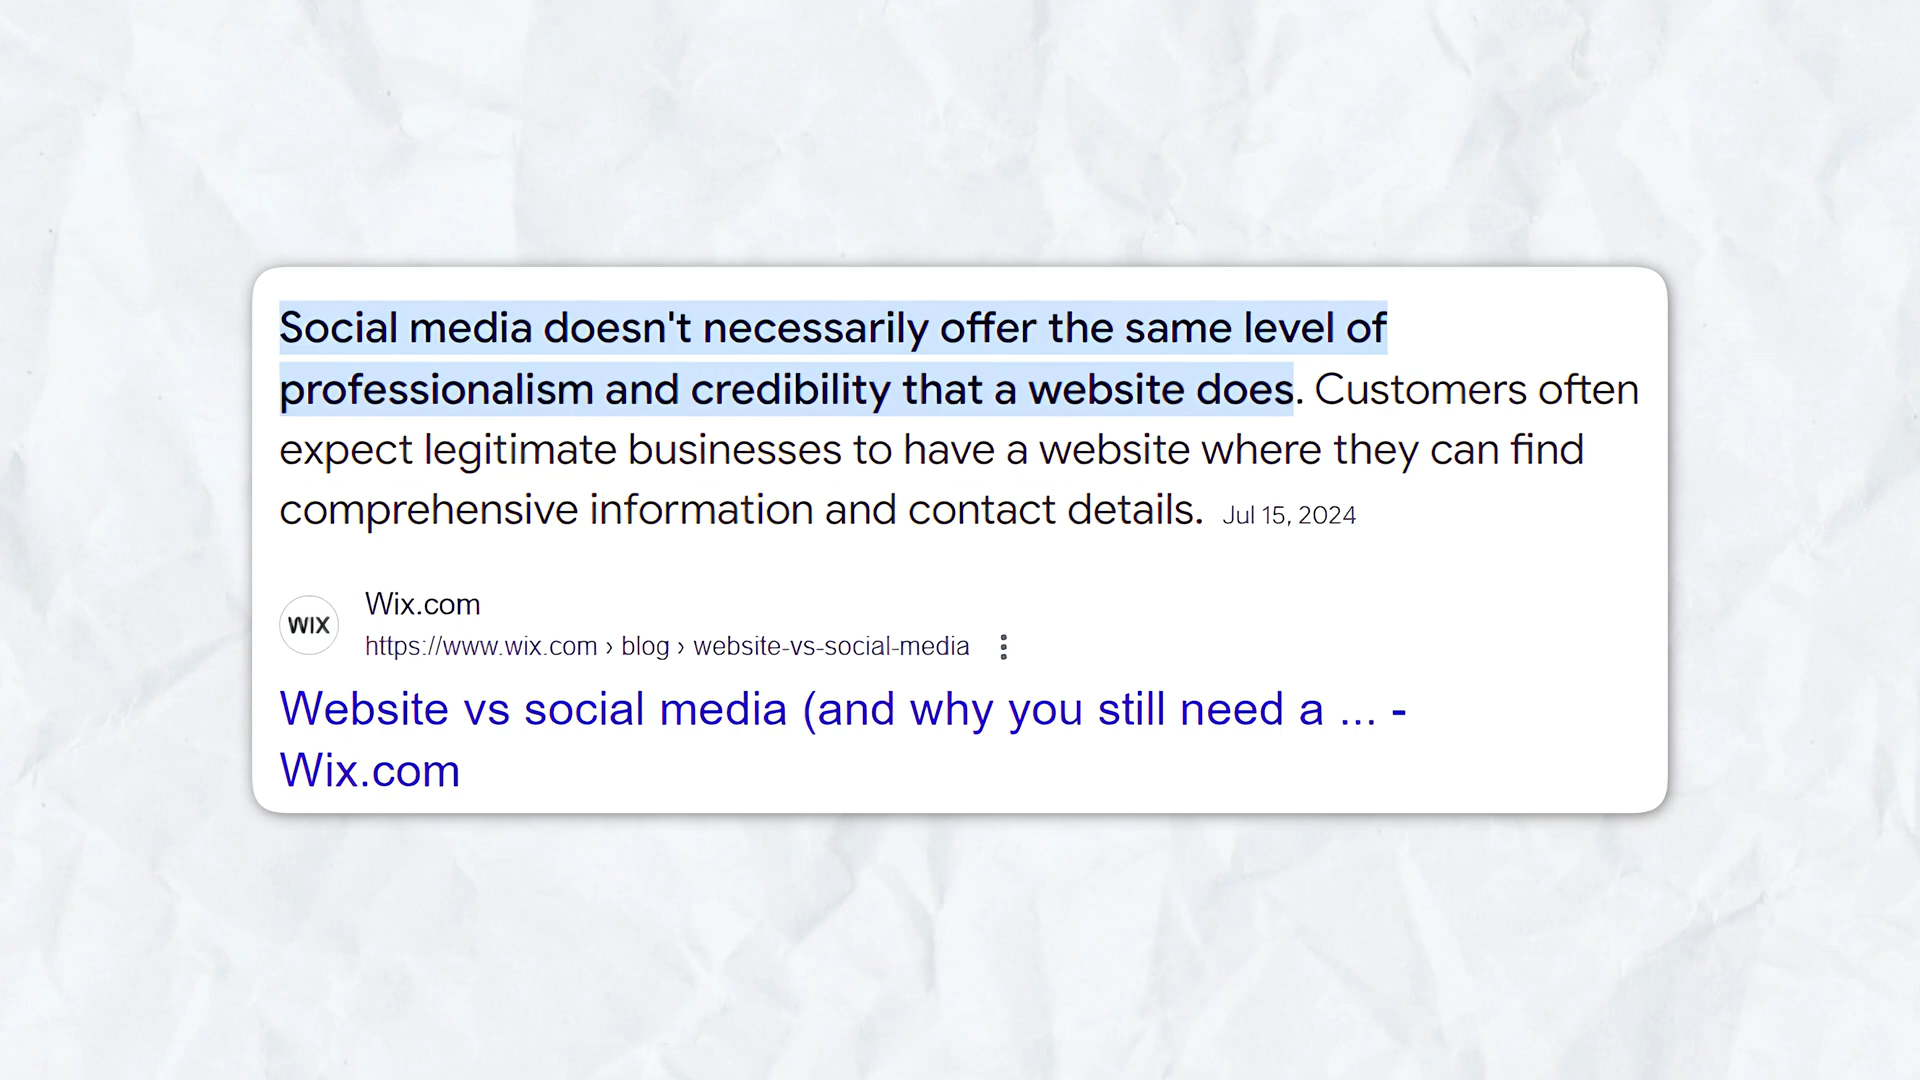 Social media doesn't necessarily offer the same level of
professionalism and credibility that a website does. Customers often
expect legitimate businesses to have a website where they can find
comprehensive information and contact details. Jul 15, 2024
WIX
Wix.com
https://www.wix.com › blog › website-vs-social-media
Website vs social media (and why you still need a ... -
Wix.com